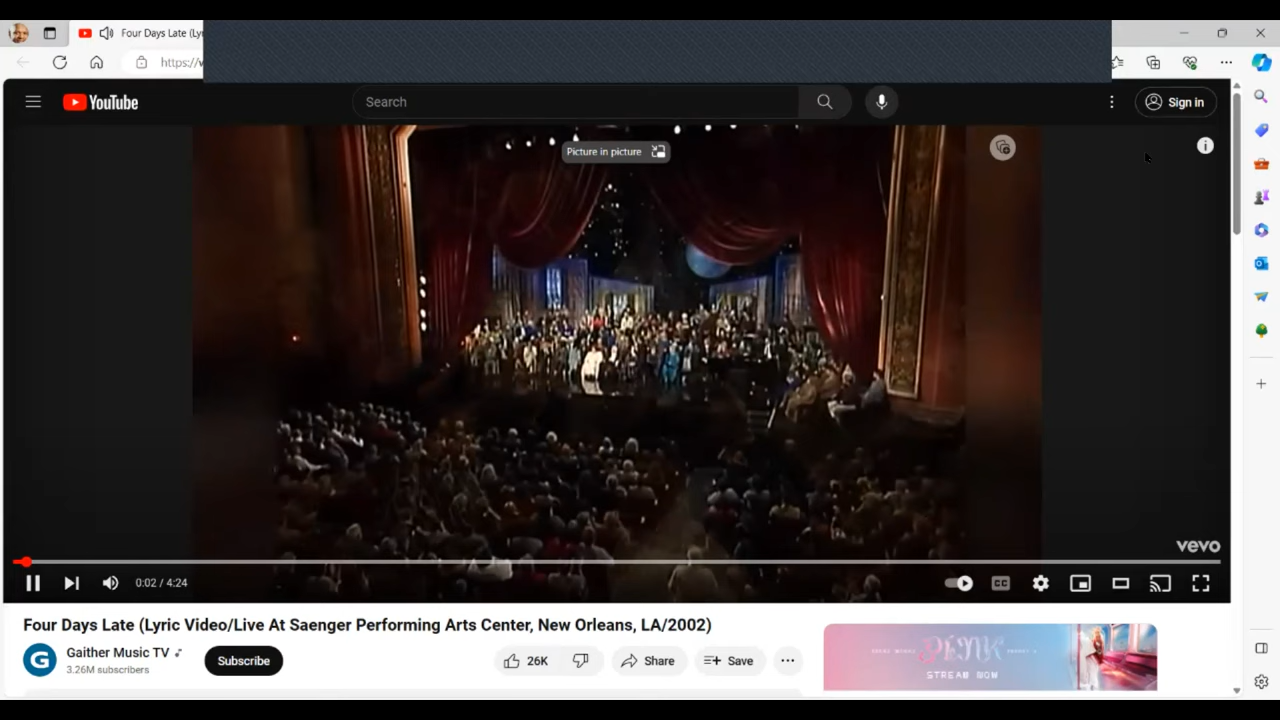 Four Days Late (Ly
https://w
YouTube
Search
Sign in
Picture in picture
i
vevo
0:02 / 4:24
CC
Four Days Late (Lyric Video/Live At Saenger Performing Arts Center, New Orleans, LA/2002)
G
Gaither Music TV
3.26M subscribers
Subscribe
26K
Share
Save
STREAM NOW